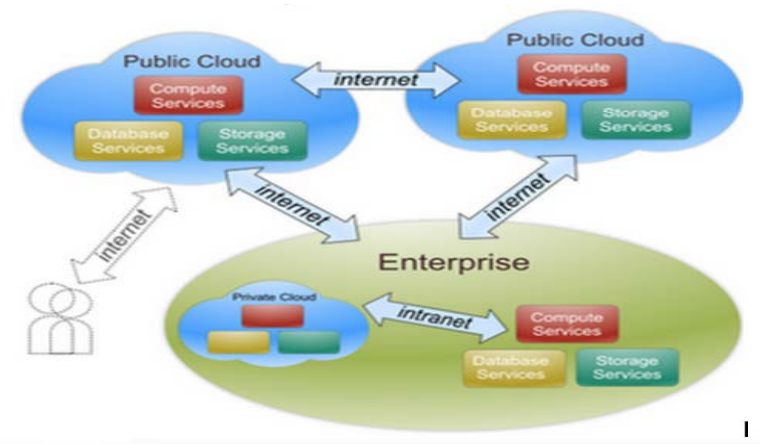 Public Cloud
Compute
Services
Database
Services
Storage
Services
internet
Public Cloud
Compute
Services
Database
Services
Storage
Services
internet
internet
internet
Enterprise
Private Cloud
intranet
Compute
Services
Database
Services
Storage
Services